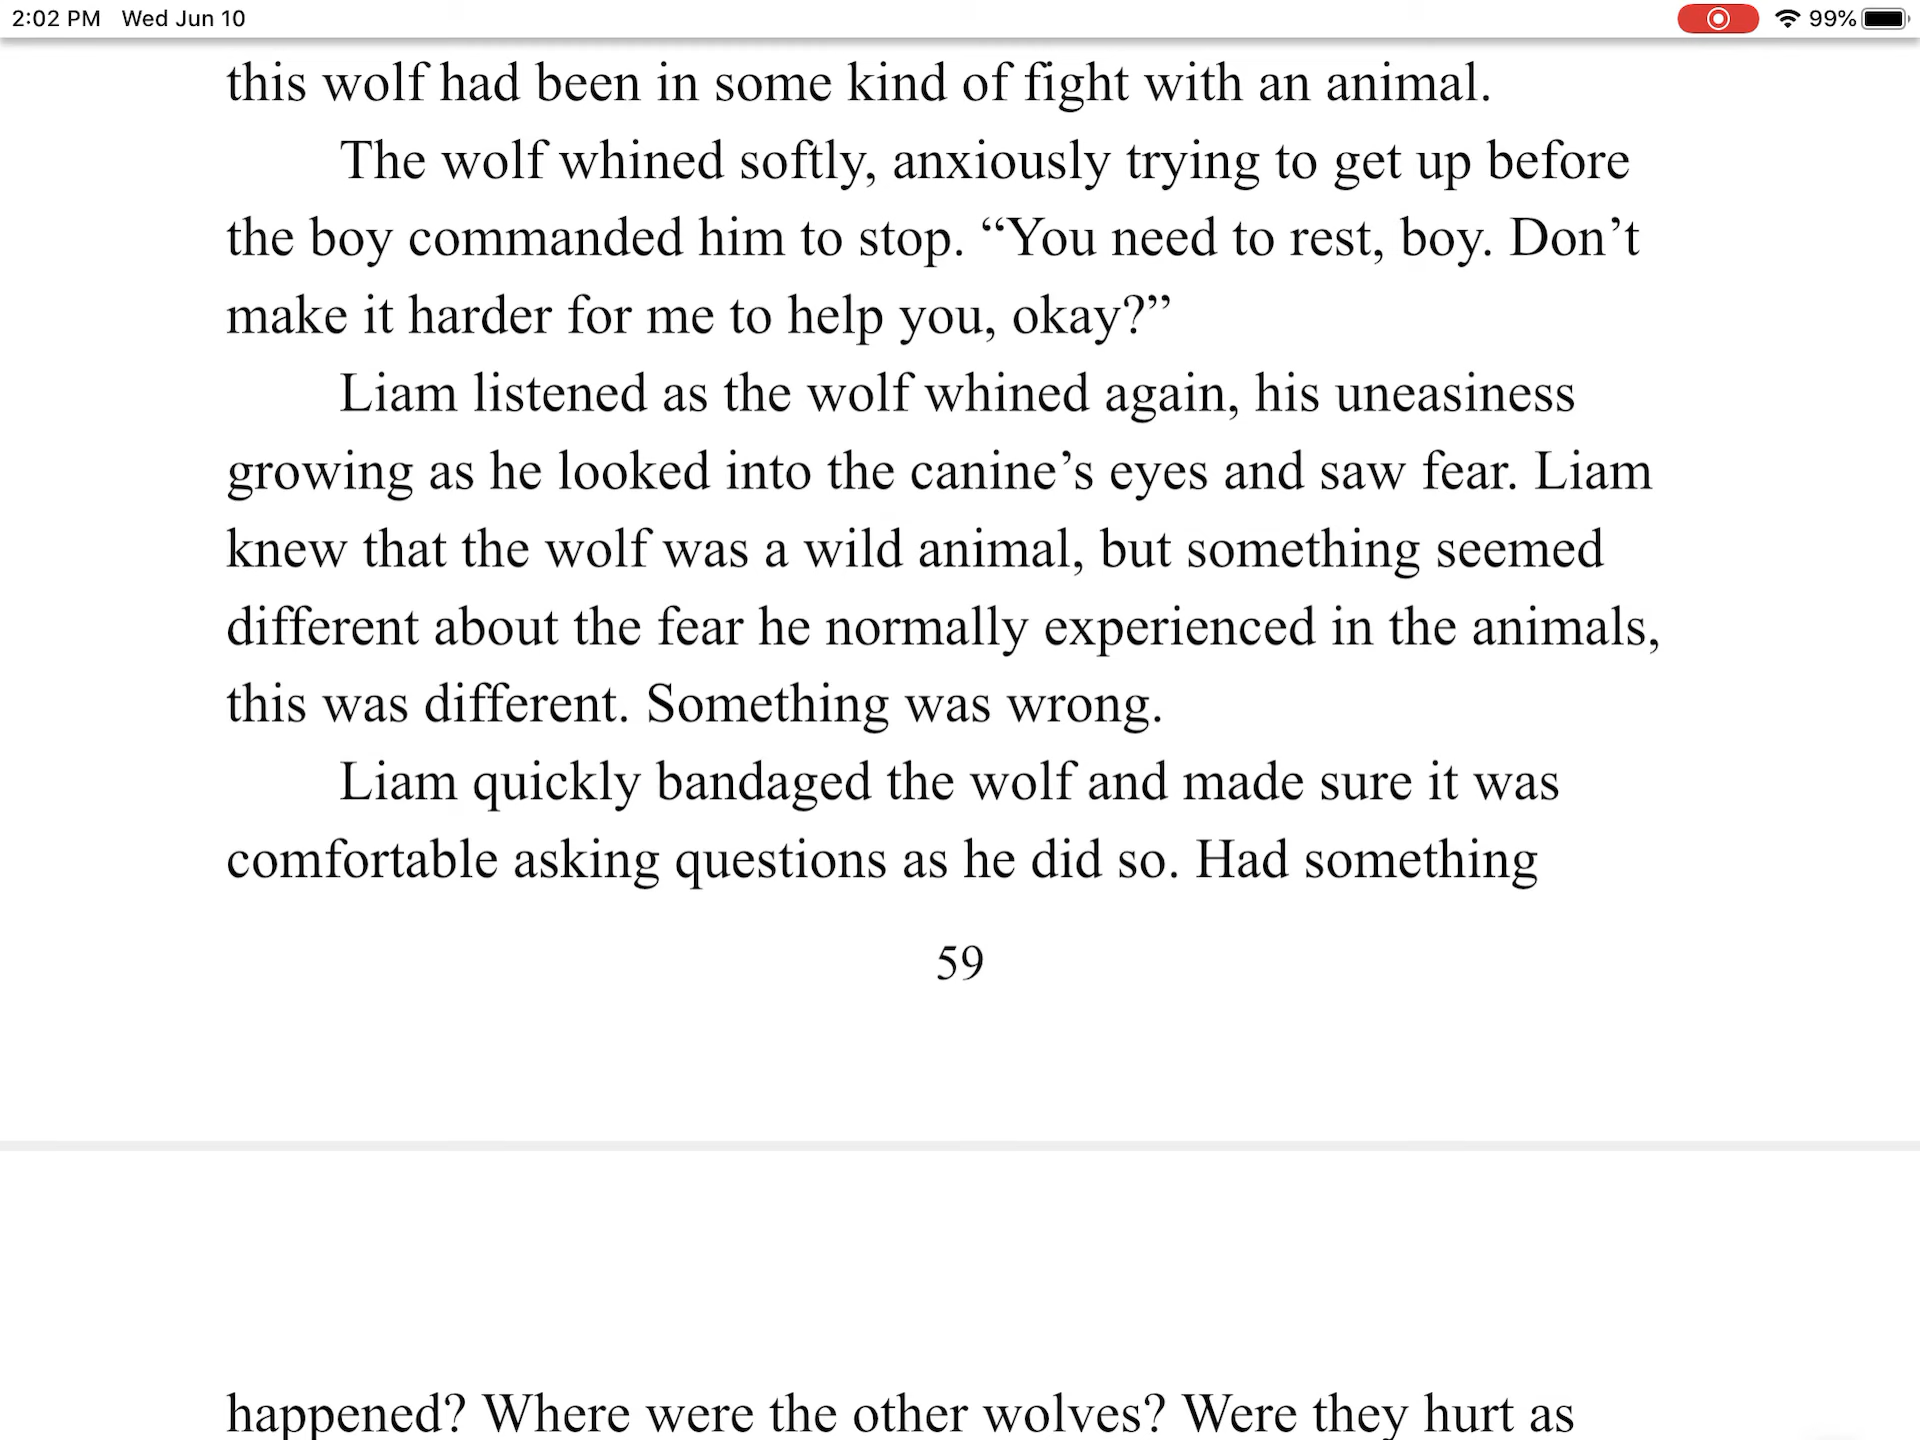 2:02 PM Wed Jun 10 99%
this wolf had been in some kind of fight with an animal.
The wolf whined softly, anxiously trying to get up before
the boy commanded him to stop. “You need to rest, boy. Don’t
make it harder for me to help you, okay?”
Liam listened as the wolf whined again, his uneasiness
growing as he looked into the canine’s eyes and saw fear. Liam
knew that the wolf was a wild animal, but something seemed
different about the fear he normally experienced in the animals,
this was different. Something was wrong.
Liam quickly bandaged the wolf and made sure it was
comfortable asking questions as he did so. Had something
59
happened? Where were the other wolves? Were they hurt as